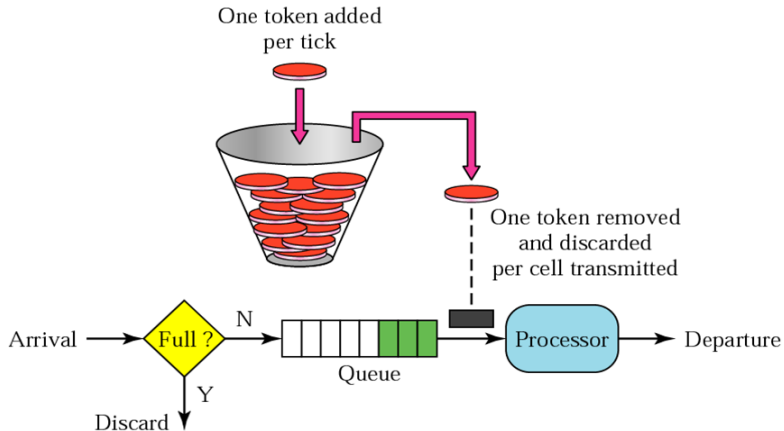 One token added
per tick
One token removed
and discarded
per cell transmitted
Arrival
Full ?
N
Processor
Departure
Queue
Y
Discard